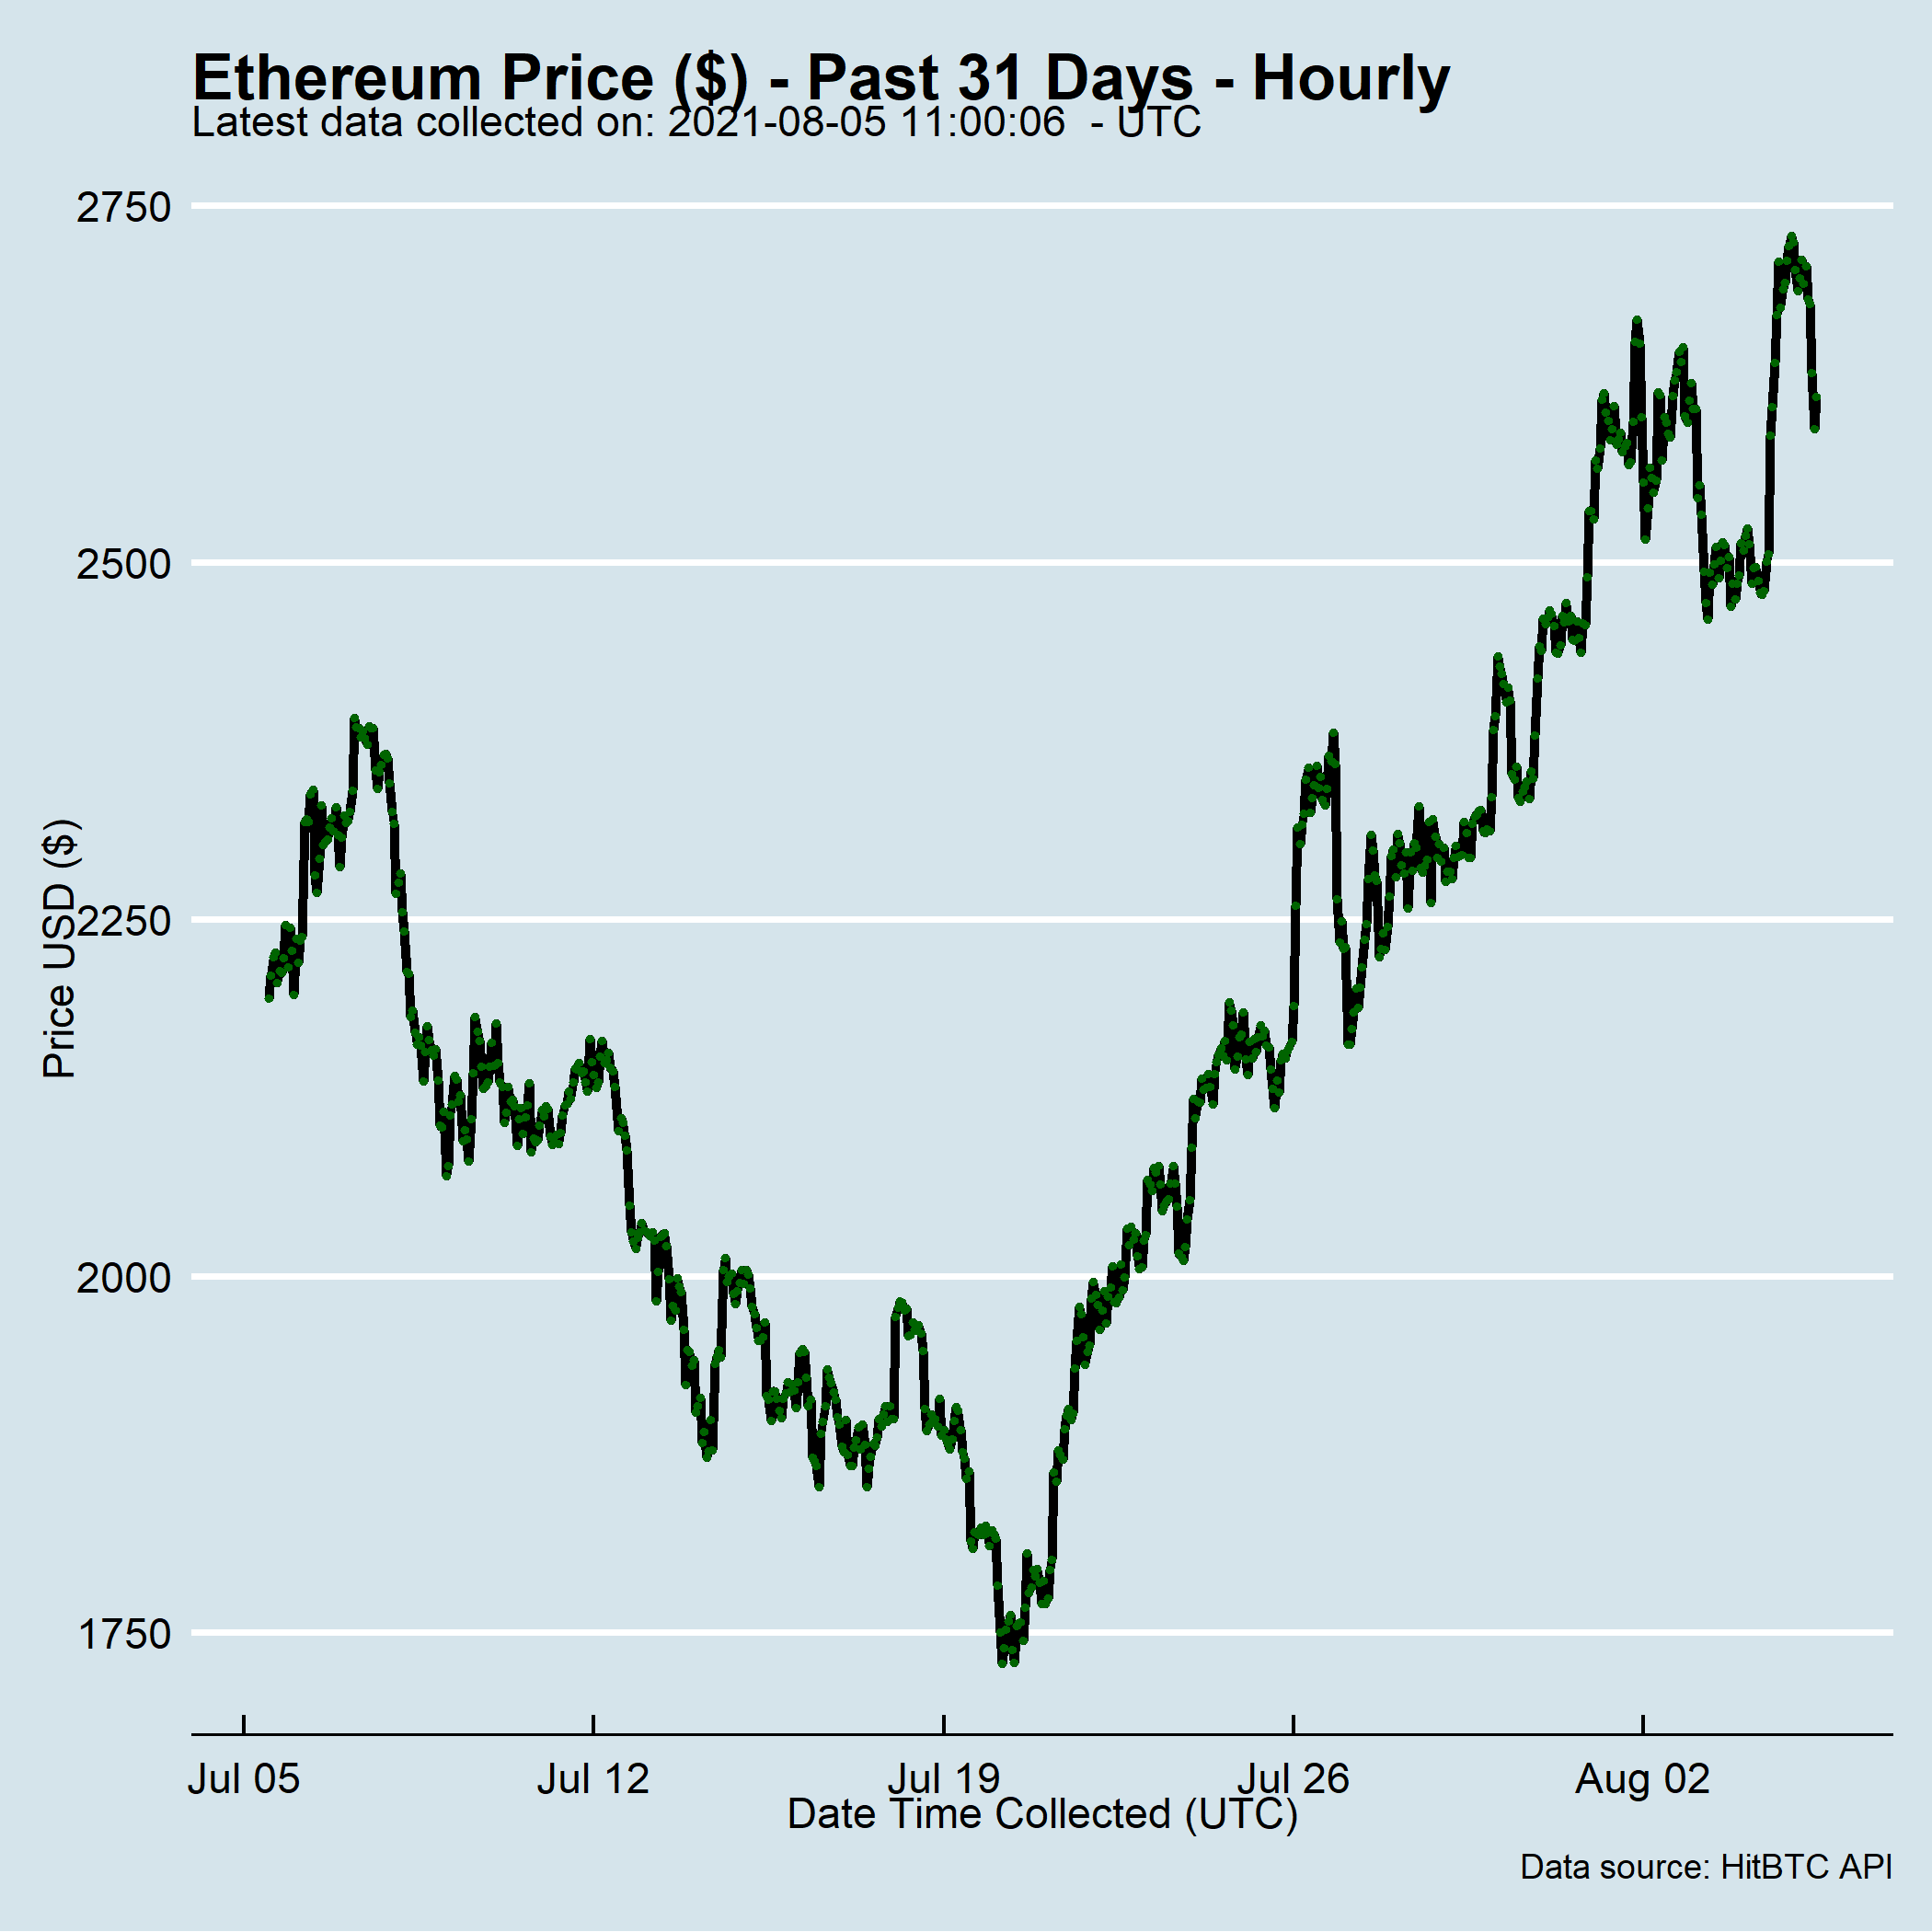 Ethereum Price ($) - Past 31 Days - Hourly
Latest data collected on: 2021-08-05 11:00:06  - UTC
Price USD ($)
2750
2500
2250
2000
1750
Jul 05
Jul 12
Jul 19
Jul 26
Aug 02
Date Time Collected (UTC)
Data source: HitBTC API